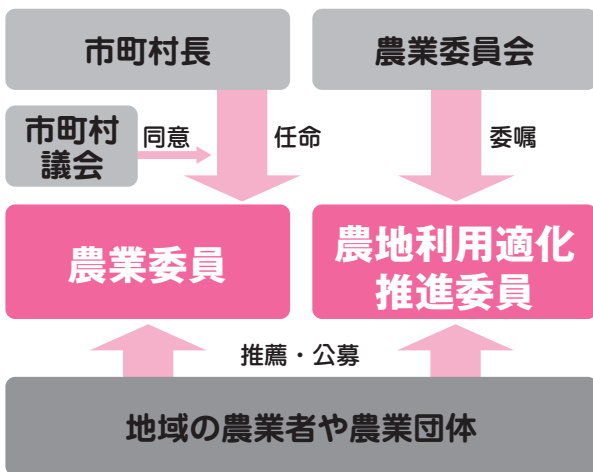 市町村長
農業委員会
市町村
議会
同意
任命
委嘱
農業委員
農地利用適化
推進委員
推薦・公募
地域の農業者や農業団体